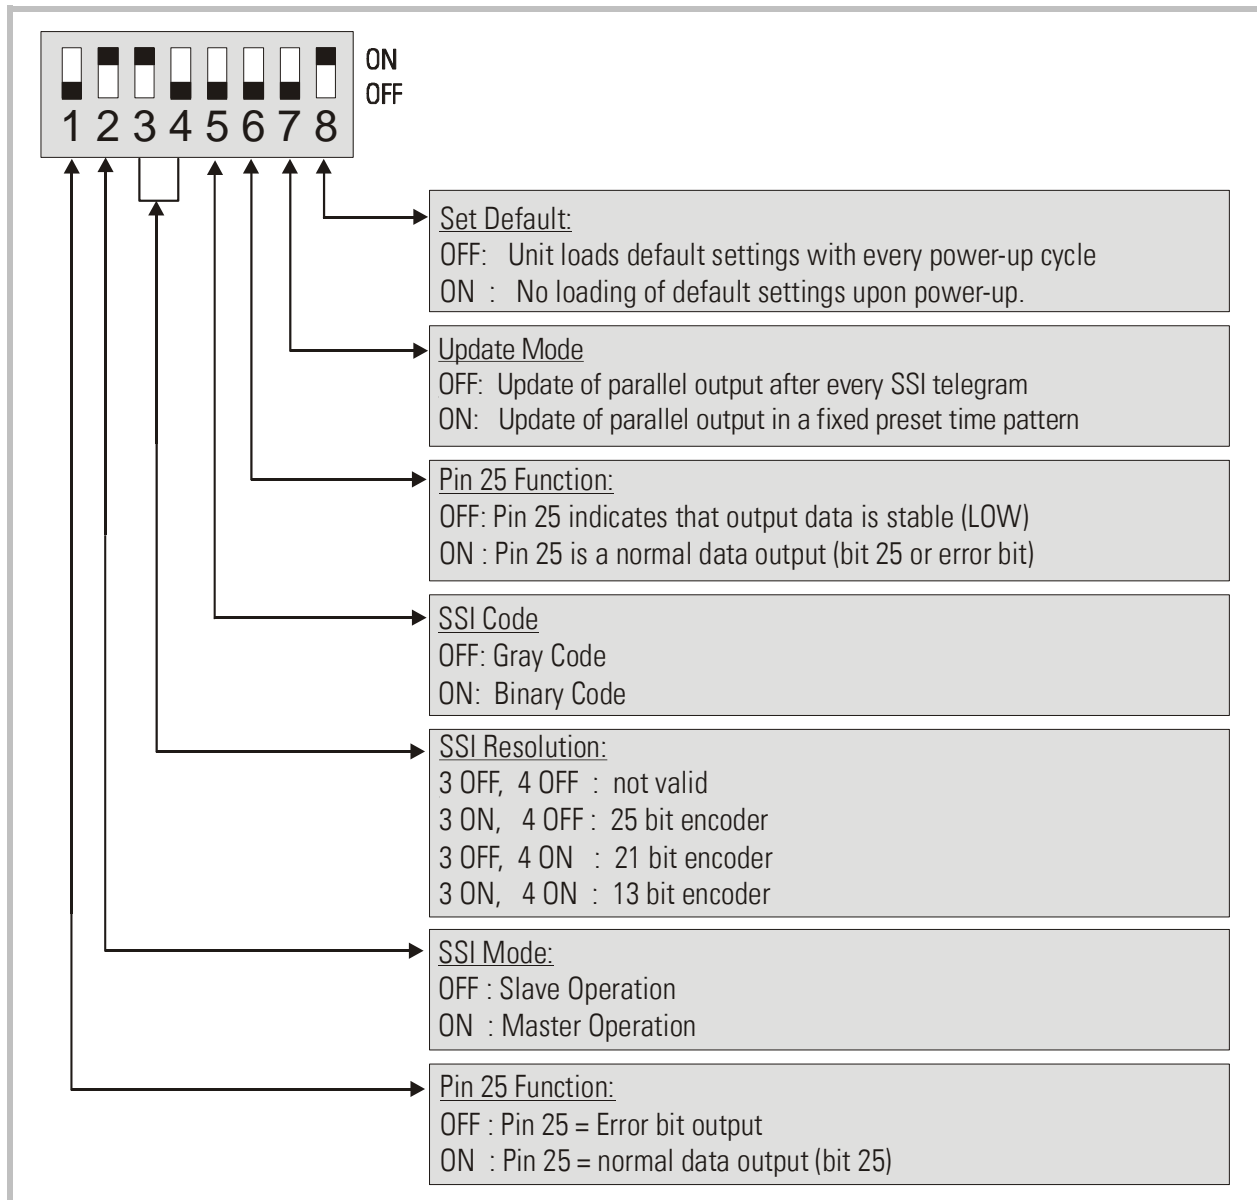 ON
OFF
1 2 3 4 5 6 7 8
Set Default:
OFF: Unit loads default settings with every power-up cycle
ON : No loading of default settings upon power-up.
Update Mode
OFF: Update of parallel output after every SSI telegram
ON: Update of parallel output in a fixed preset time pattern
Pin 25 Function:
OFF: Pin 25 indicates that output data is stable (LOW)
ON : Pin 25 is a normal data output (bit 25 or error bit)
SSI Code
OFF: Gray Code
ON: Binary Code
SSI Resolution:
3 OFF, 4 OFF : not valid
3 ON, 4 OFF : 25 bit encoder
3 OFF, 4 ON : 21 bit encoder
3 ON, 4 ON : 13 bit encoder
SSI Mode:
OFF : Slave Operation
ON : Master Operation
Pin 25 Function:
OFF : Pin 25 = Error bit output
ON : Pin 25 = normal data output (bit 25)